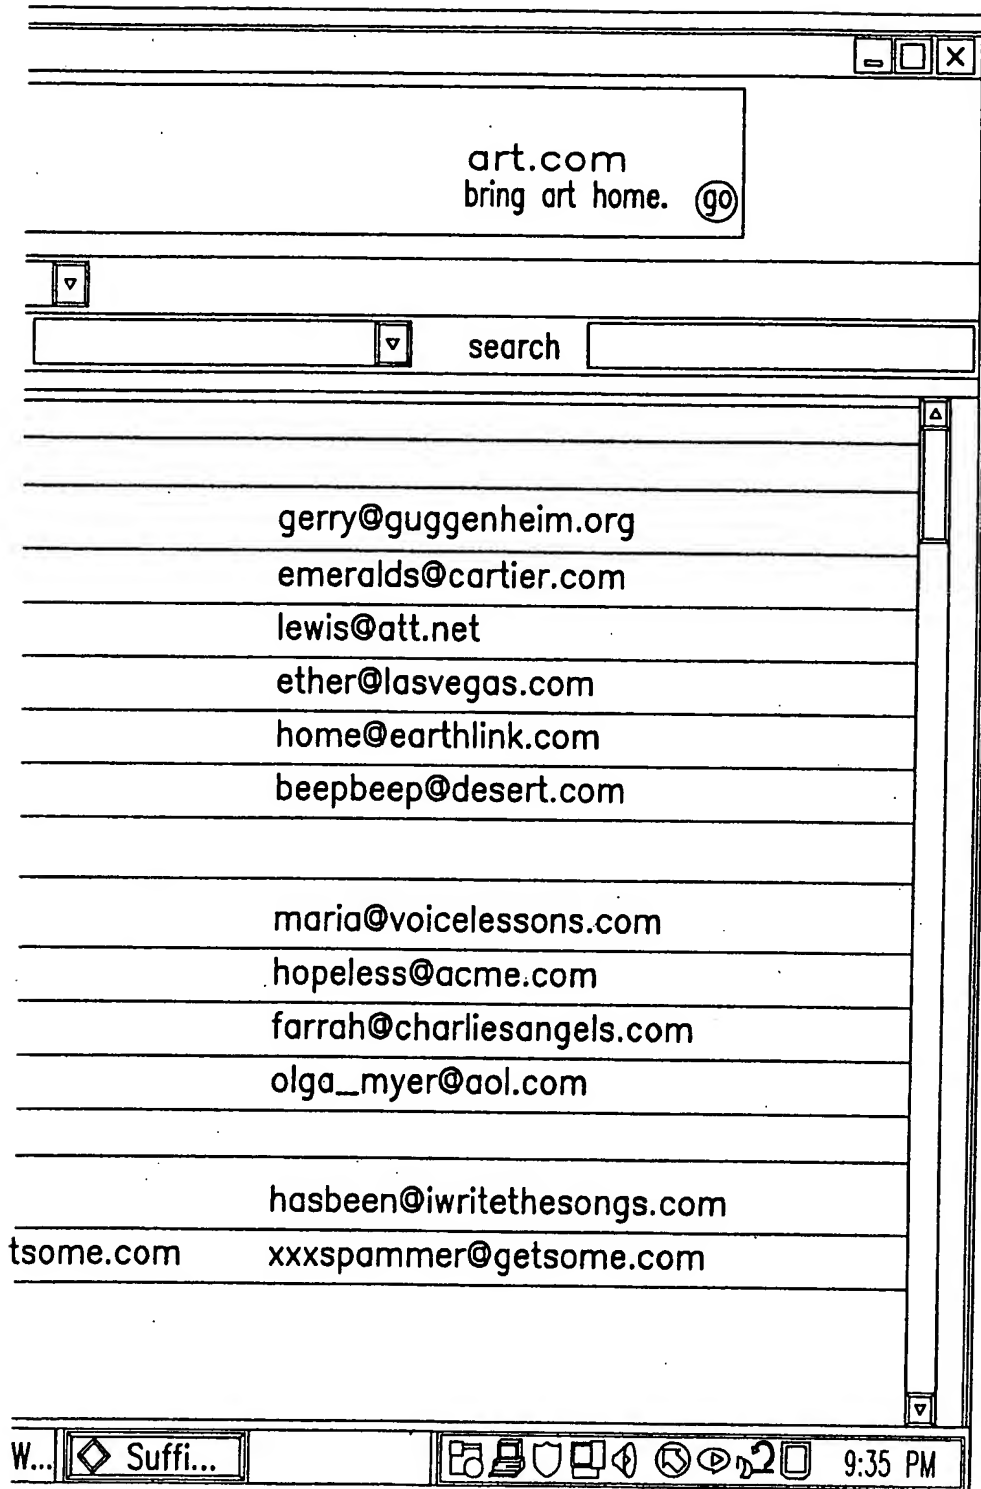 art.com
bring art home. go
search
gerry@guggenheim.org
emeralds@cartier.com
lewis@att.net
ether@lasvegas.com
home@earthlink.com
beepbeep@desert.com
maria@voicelessons.com
hopeless@acme.com
farrah@charliesangels.com
olga_myer@aol.com
hasbeen@iwritethesongs.com
tsome.com xxxspammer@getsome.com
W... Suffi... 9:35 PM